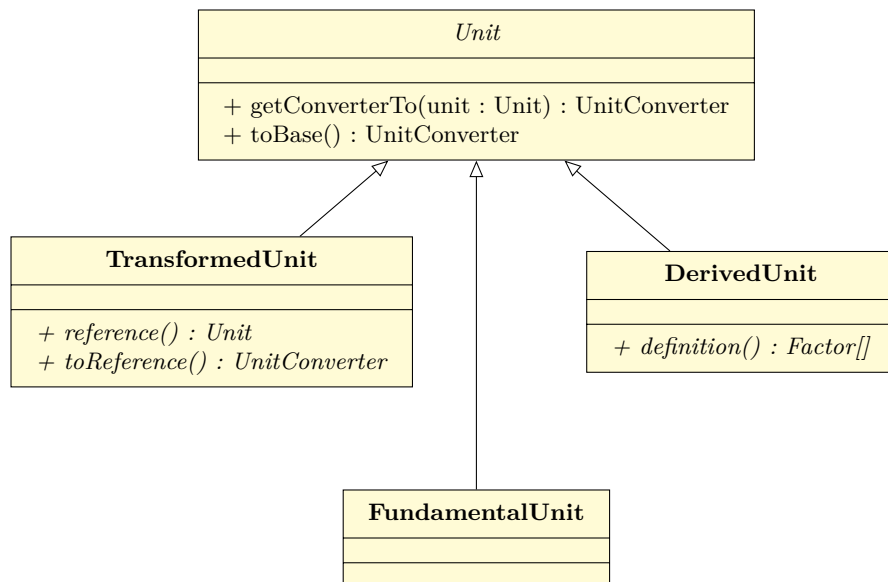 Unit
+ getConverterTo(unit : Unit) : UnitConverter
+ toBase() : UnitConverter
TransformedUnit
+ reference() : Unit
+ toReference() : UnitConverter
DerivedUnit
+ definition() : Factor[]
FundamentalUnit